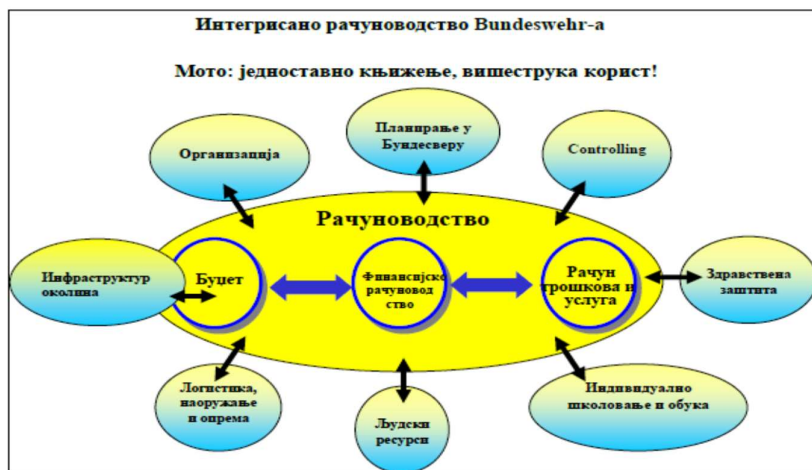 Интегрисано рачуноводство Bundeswehr-а
Мото: једноставно књижење, вишеструка корист!
Организација
Планирање у
Бундесверу
Controlling
Рачуноводство
Инфраструктур
околина
Буџет
Финансијско
рачуновод
ство
Рачун
трошкова и
услуга
Здравствена
заштита
Логистика,
наоружање
и опрема
Људски
ресурси
Индивидуално
школовање и обука